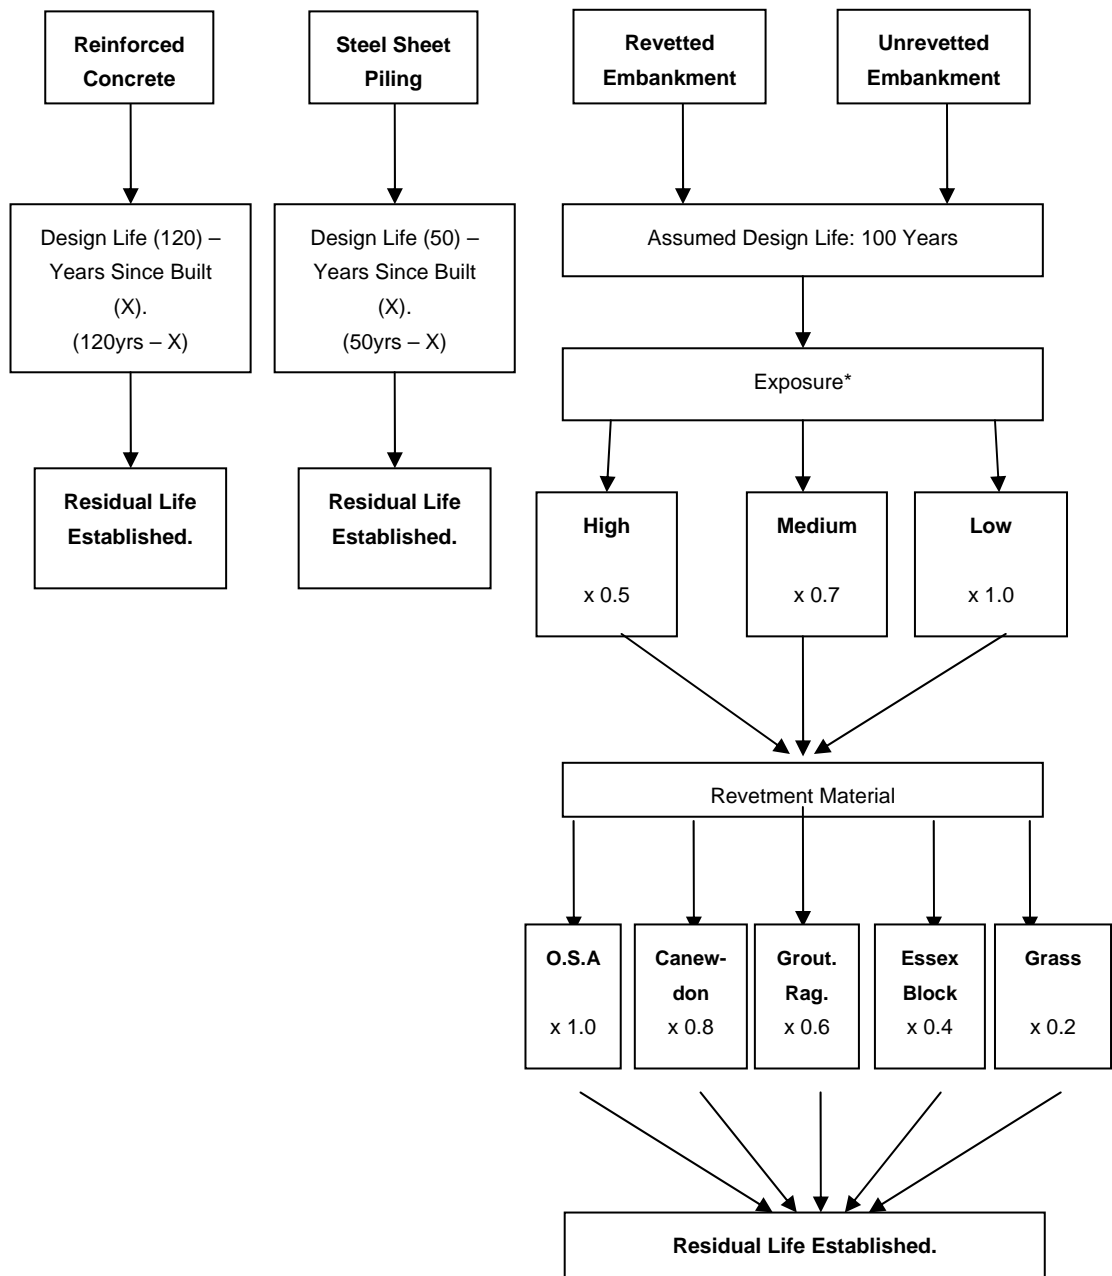 Reinforced
Concrete
Steel Sheet
Piling
Revetted
Embankment
Unrevetted
Embankment
Design Life (120) –
Years Since Built
(X).
(120yrs – X)
Design Life (50) –
Years Since Built
(X).
(50yrs – X)
Assumed Design Life: 100 Years
Exposure*
Residual Life
Established.
Residual Life
Established.
High
x 0.5
Medium
x 0.7
Low
x 1.0
Revetment Material
O.S.A
x 1.0
Canew-
don
x 0.8
Grout.
Rag.
x 0.6
Essex
Block
x 0.4
Grass
x 0.2
Residual Life Established.